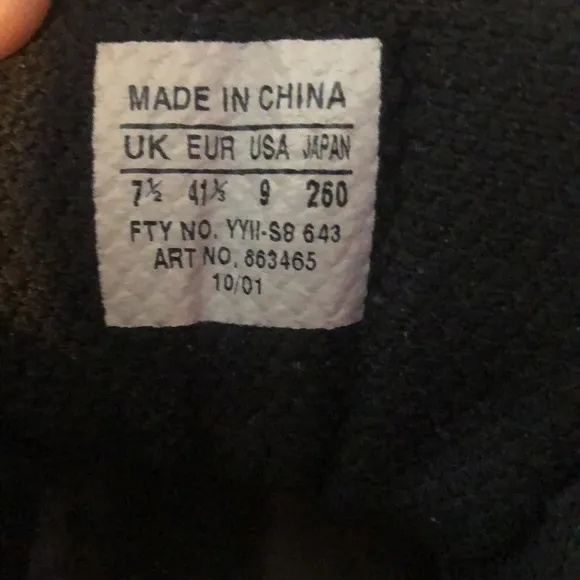 MADE IN CHINA
UK EUR USA JAPAN
7½ 41⅓ 9 260
FTY NO. YYII-S8 643
ART NO. 863465
10/01